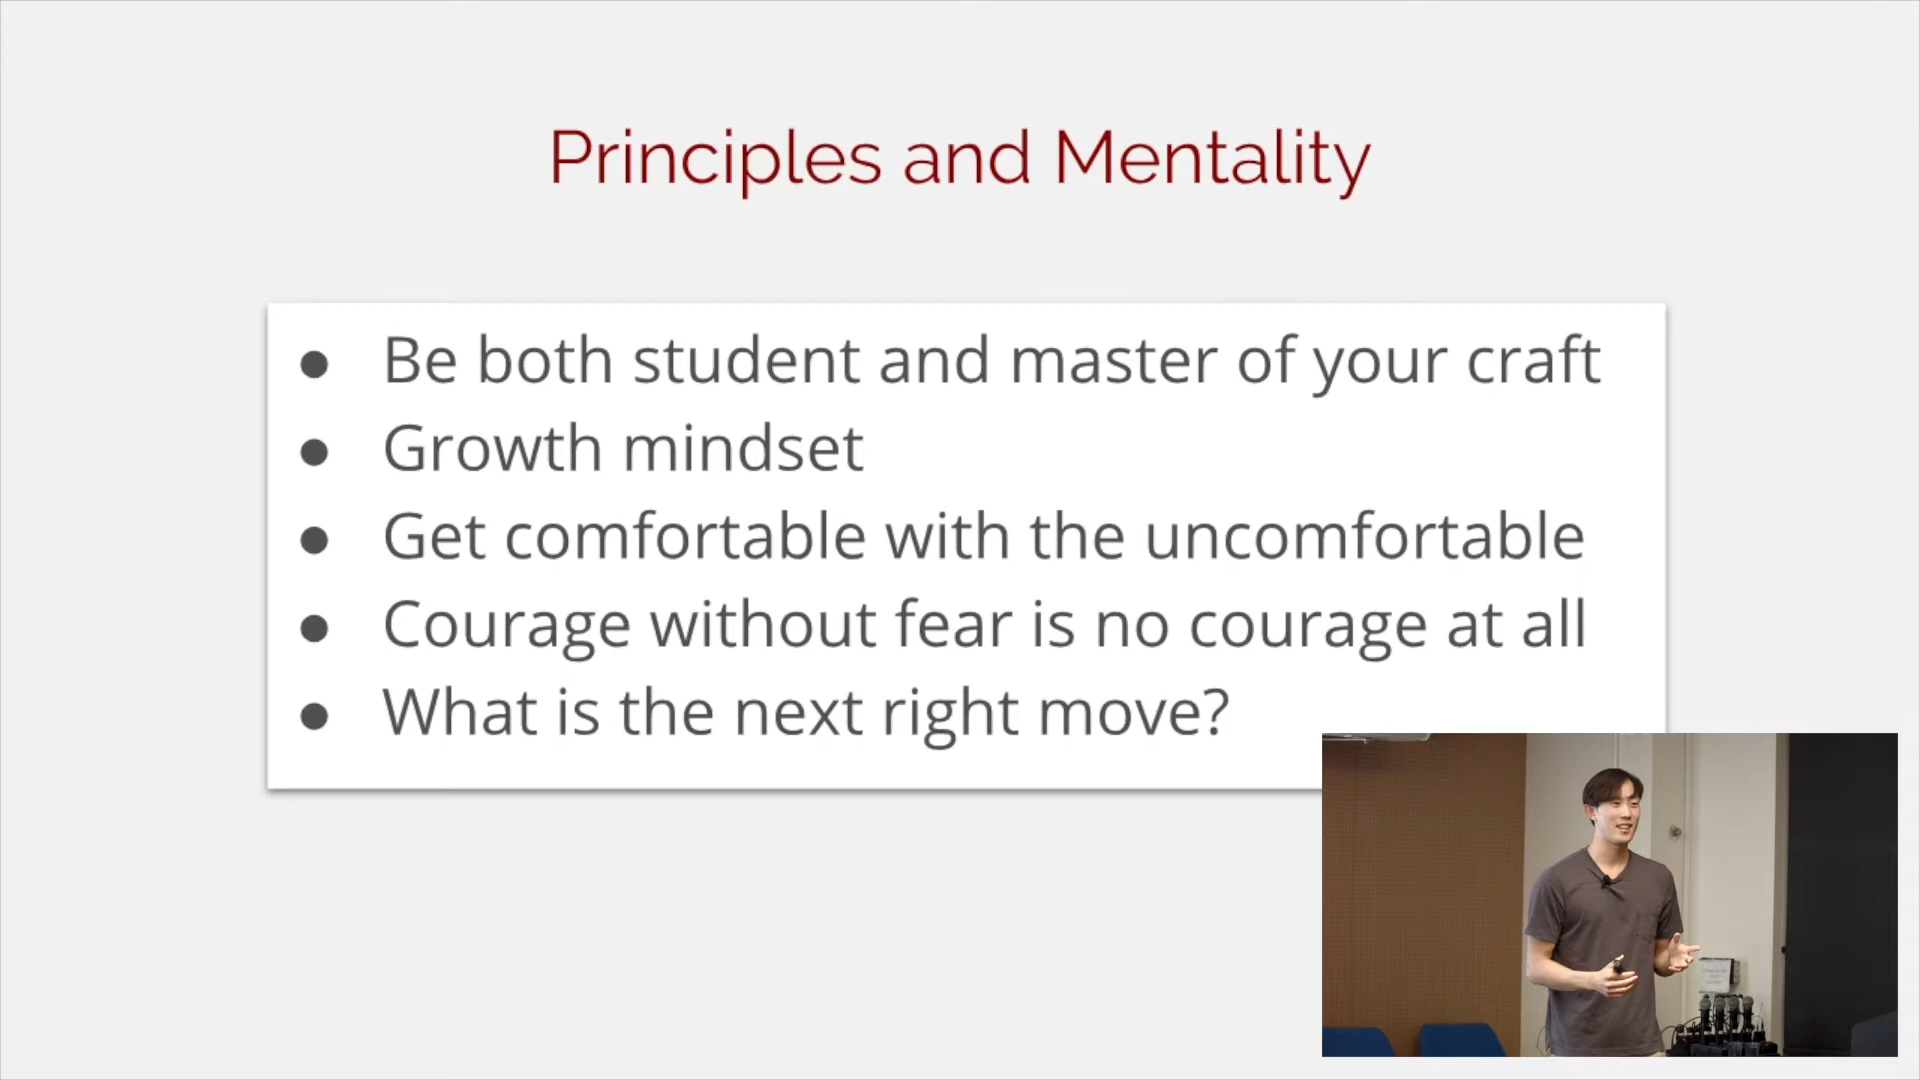 Principles and Mentality
● Be both student and master of your craft
● Growth mindset
● Get comfortable with the uncomfortable
● Courage without fear is no courage at all
● What is the next right move?